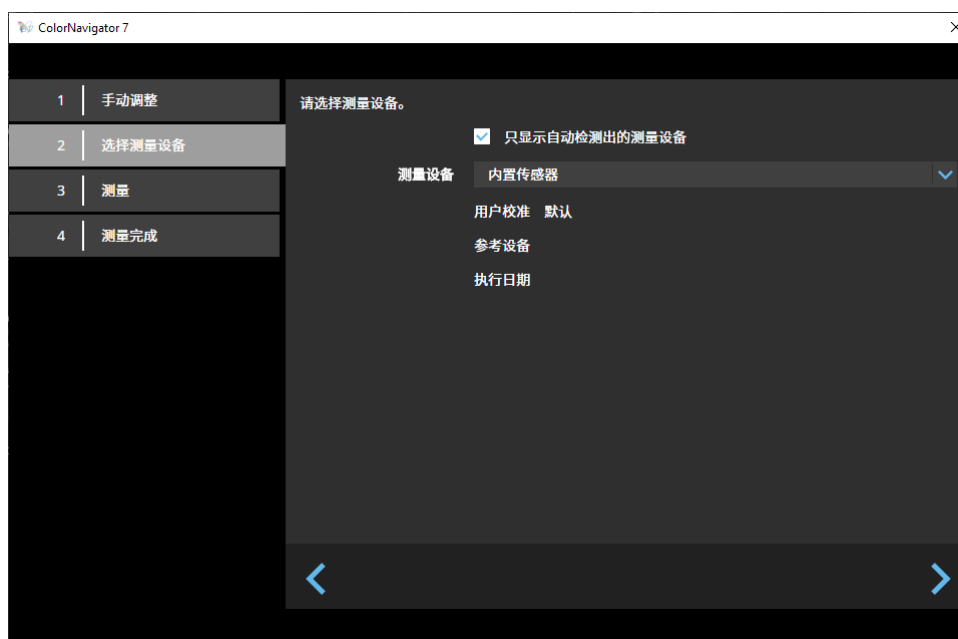 ColorNavigator 7
1 手动调整
2 选择测量设备
3 测量
4 测量完成
请选择测量设备。
只显示自动检测出的测量设备
测量设备 内置传感器
用户校准 默认
参考设备
执行日期